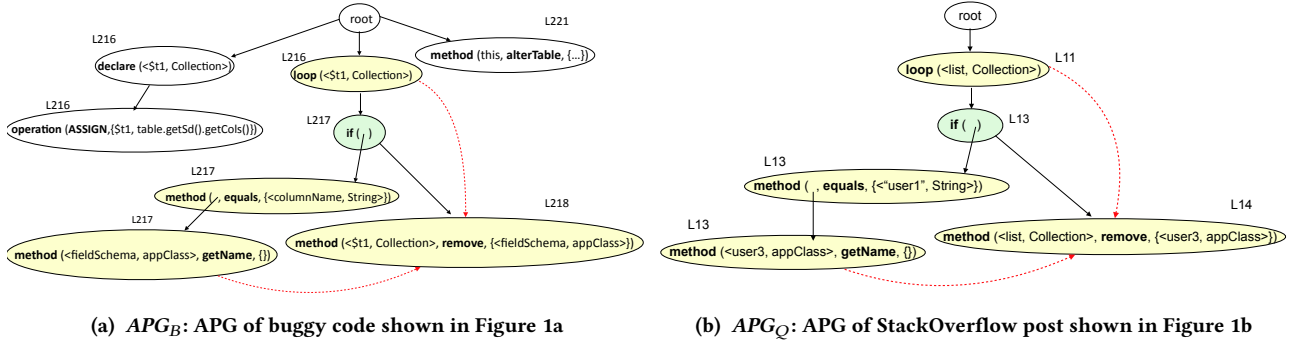 root
L216
L221
L216
method (this, alterTable, {...})
declare (<$t1, Collection>)
loop (<$t1, Collection>)
L216
L217
operation (ASSIGN,{$t1, table.getSd().getCols()})
if ( , )
L217
method ( , equals, {<columnName, String>})
L217
L218
method (<$t1, Collection>, remove, {<fieldSchema, appClass>})
method (<fieldSchema, appClass>, getName, {})
(a) APG_B: APG of buggy code shown in Figure 1a
root
loop (<list, Collection>)
L11
if ( , )
L13
L13
method ( , equals, {<“user1”, String>})
L13
L14
method (<list, Collection>, remove, {<user3, appClass>})
method (<user3, appClass>, getName, {})
(b) APG_Q: APG of StackOverflow post shown in Figure 1b